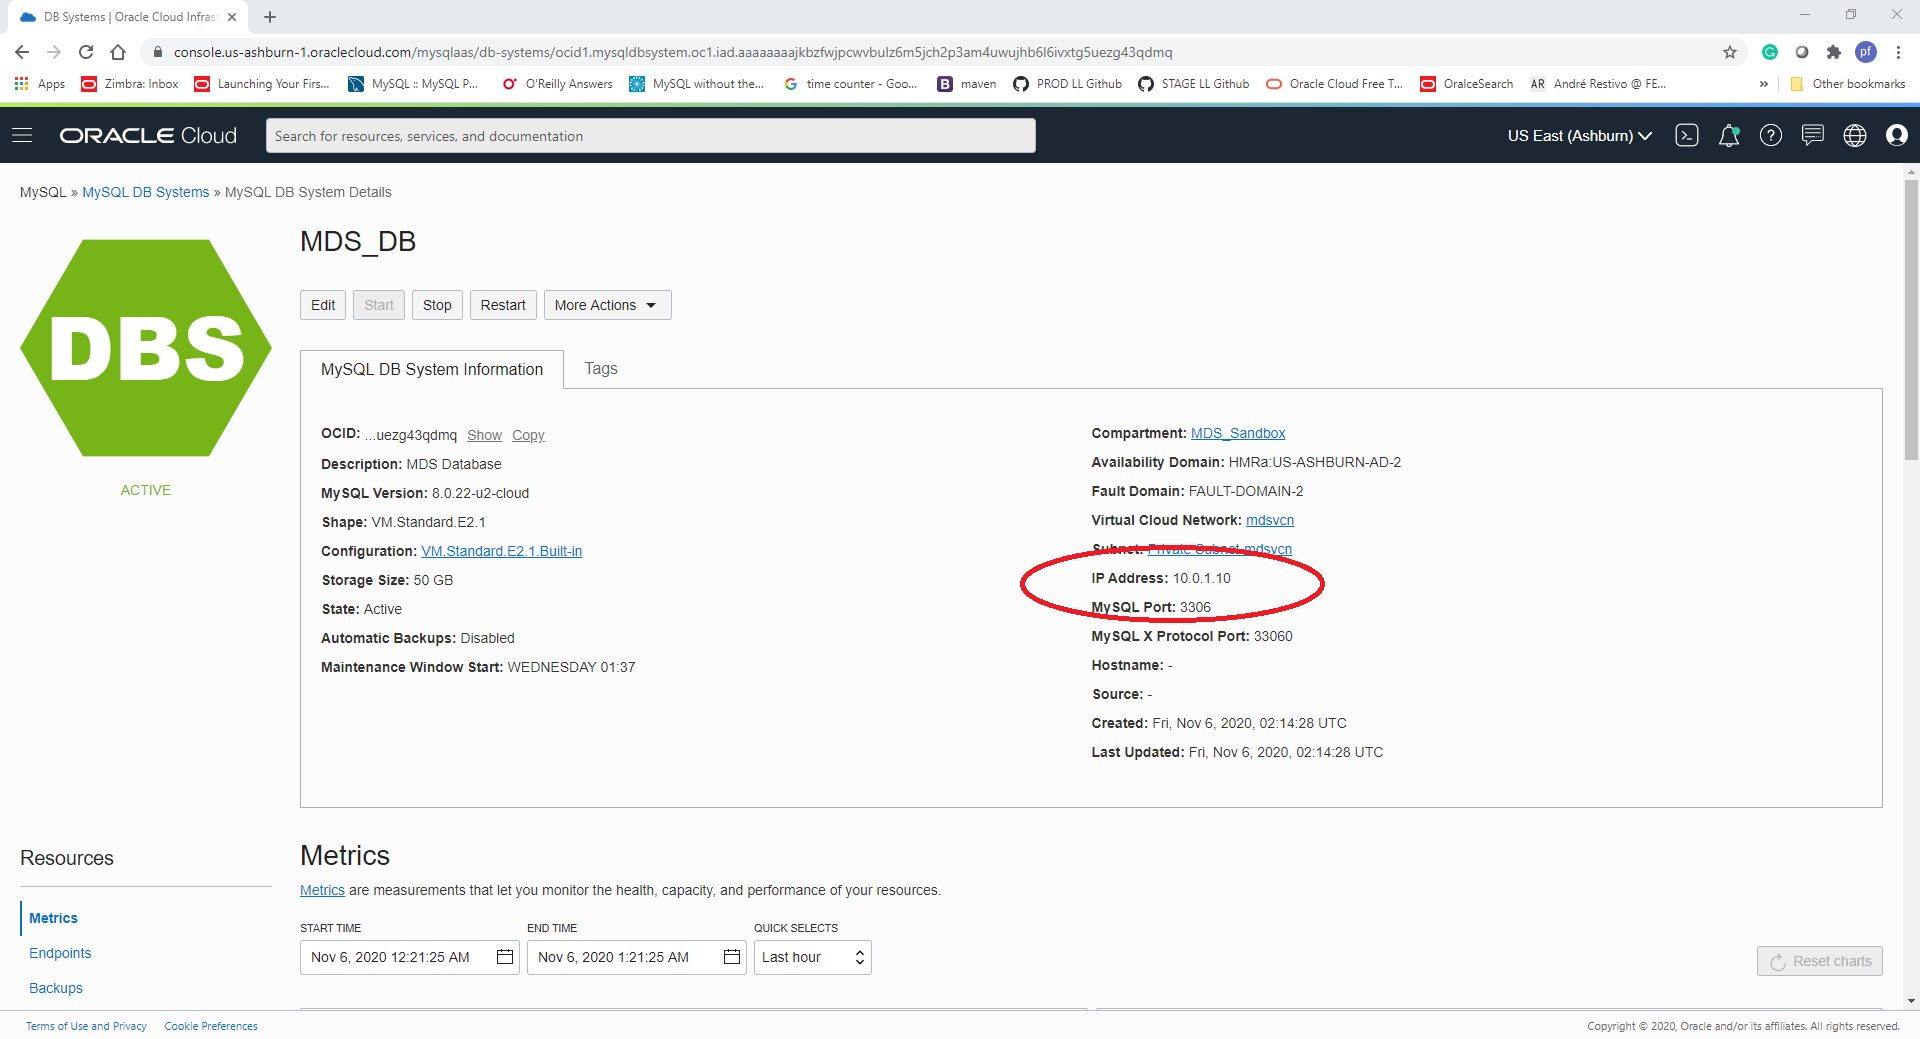 DB Systems | Oracle Cloud Infras
console.us-ashburn-1.oraclecloud.com/mysqlaas/db-systems/ocid1.mysqldbsystem.oc1.iad.aaaaaaaajkbzfwjpcwvbulz6m5jch2p3am4uwujhb6l6ivxtg5uezg43qdmq
pf
Apps
Zimbra: Inbox
Launching Your Firs...
MySQL :: MySQL P...
O'Reilly Answers
MySQL without the...
time counter - Goo...
maven
PROD LL Github
STAGE LL Github
Oracle Cloud Free T...
OralceSearch
AR André Restivo @ FE...
» Other bookmarks
ORACLE Cloud
Search for resources, services, and documentation
US East (Ashburn)
MySQL » MySQL DB Systems » MySQL DB System Details
DBS
ACTIVE
MDS_DB
Edit
Start
Stop
Restart
More Actions
MySQL DB System Information
Tags
OCID: ...uezg43qdmq Show Copy
Description: MDS Database
MySQL Version: 8.0.22-u2-cloud
Shape: VM.Standard.E2.1
Configuration: VM.Standard.E2.1.Built-in
Storage Size: 50 GB
State: Active
Automatic Backups: Disabled
Maintenance Window Start: WEDNESDAY 01:37
Compartment: MDS_Sandbox
Availability Domain: HMRa:US-ASHBURN-AD-2
Fault Domain: FAULT-DOMAIN-2
Virtual Cloud Network: mdsvcn
Subnet: Private Subnet-mdsvcn
IP Address: 10.0.1.10
MySQL Port: 3306
MySQL X Protocol Port: 33060
Hostname: -
Source: -
Created: Fri, Nov 6, 2020, 02:14:28 UTC
Last Updated: Fri, Nov 6, 2020, 02:14:28 UTC
Resources
Metrics
Endpoints
Backups
Metrics
Metrics are measurements that let you monitor the health, capacity, and performance of your resources.
START TIME
Nov 6, 2020 12:21:25 AM
END TIME
Nov 6, 2020 1:21:25 AM
QUICK SELECTS
Last hour
Reset charts
Terms of Use and Privacy
Cookie Preferences
Copyright © 2020, Oracle and/or its affiliates. All rights reserved.